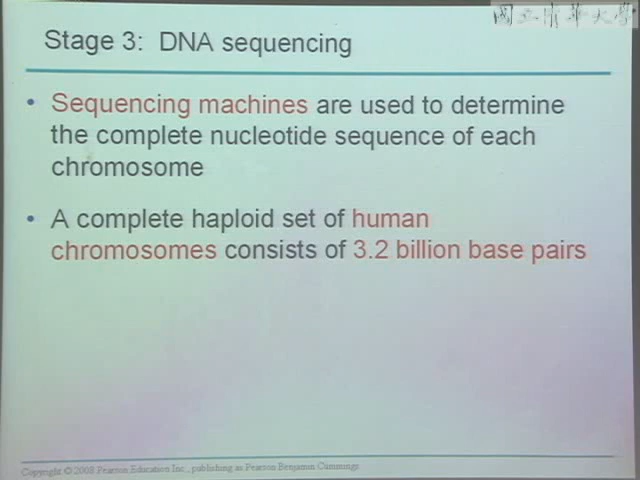 國立清華大學
Stage 3: DNA sequencing
• Sequencing machines are used to determine
the complete nucleotide sequence of each
chromosome
• A complete haploid set of human
chromosomes consists of 3.2 billion base pairs
Copyright © 2008 Pearson Education Inc., publishing as Pearson Benjamin Cummings